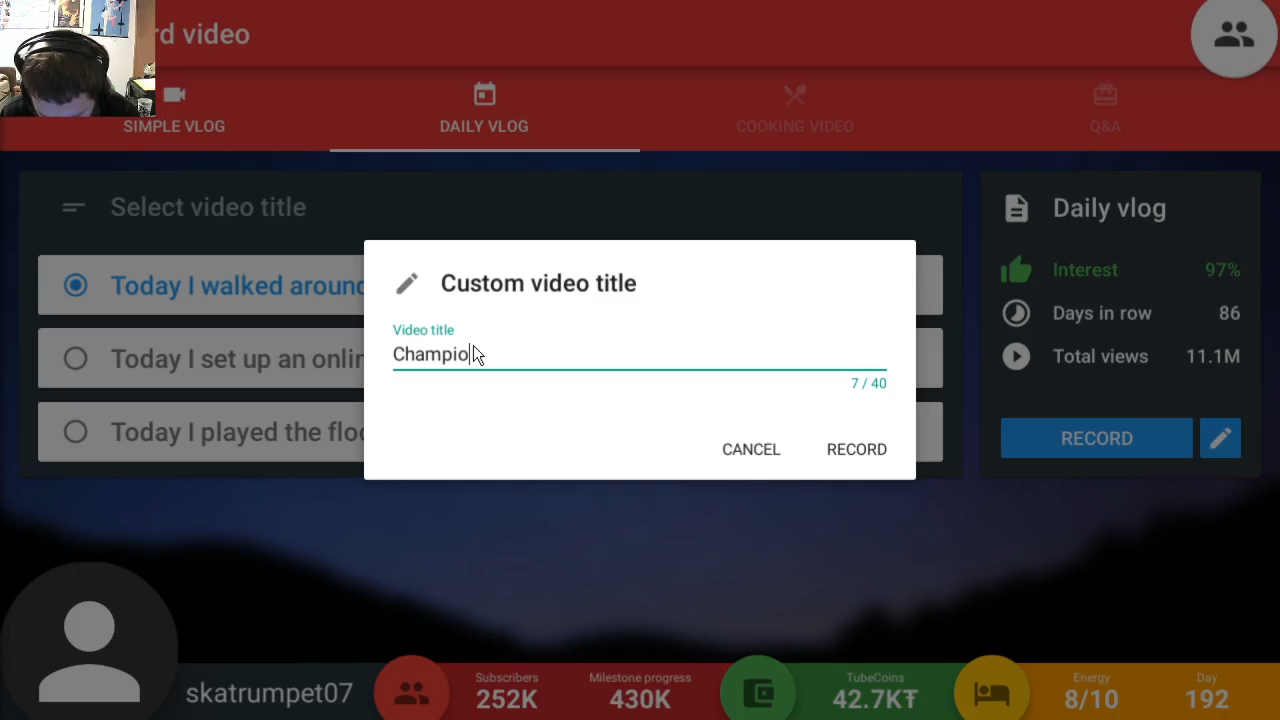 rd video
SIMPLE VLOG
DAILY VLOG
COOKING VIDEO
Q&A
Select video title
Today I walked around
Today I set up an onlin
Today I played the floo
Custom video title
Video title
Champio
7 / 40
CANCEL
RECORD
Daily vlog
Interest 97%
Days in row 86
Total views 11.1M
RECORD
skatrumpet07
Subscribers
252K
Milestone progress
430K
TubeCoins
42.7K₮
Energy
8/10
Day
192